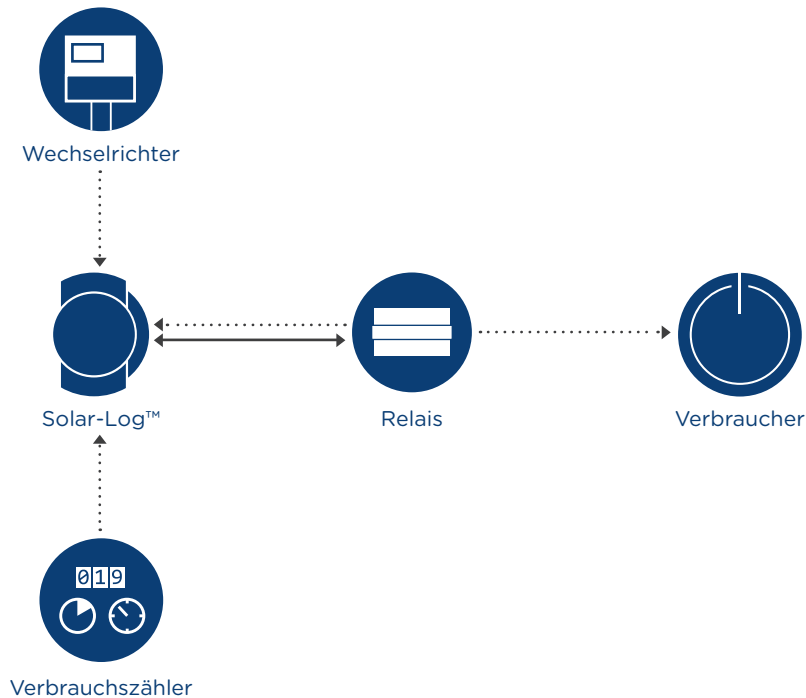 Wechselrichter
Solar-Log™
Relais
Verbraucher
019
Verbrauchszähler